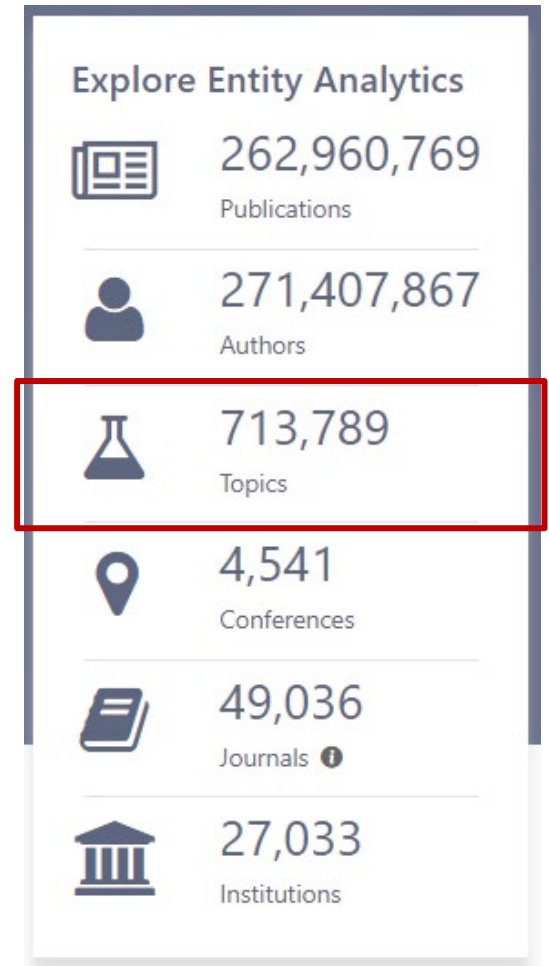 Explore Entity Analytics
262,960,769
Publications
271,407,867
Authors
713,789
Topics
4,541
Conferences
49,036
Journals
27,033
Institutions